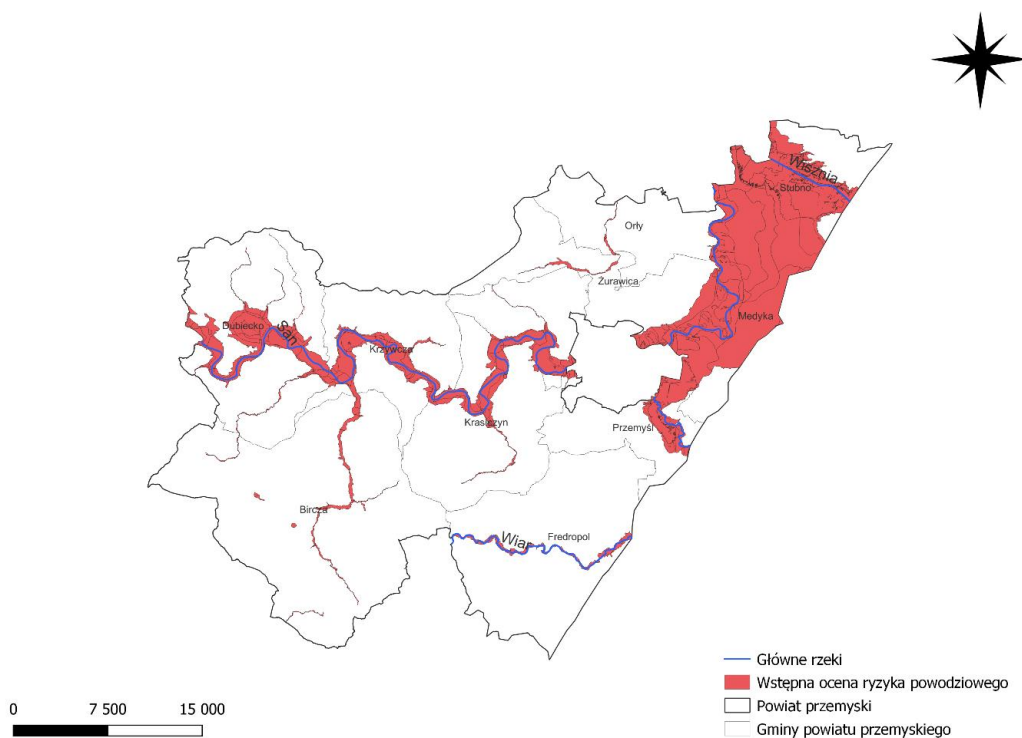 Wisznia
Stubno
Orły
Żurawica
Medyka
Dubiecko
San
Krzywcza
Krasiczyn
Przemyśl
Bircza
Wiar
Fredropol
Główne rzeki
Wstępna ocena ryzyka powodziowego
Powiat przemyski
Gminy powiatu przemyskiego
0 7 500 15 000